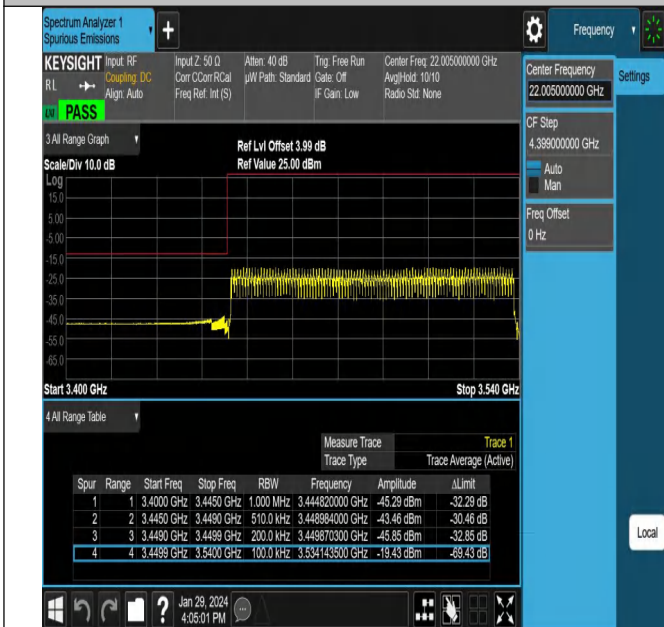 Spectrum Analyzer 1
Spurious Emissions
Frequency
KEYSIGHT Input: RF
RL
Coupling: DC
Align: Auto
Input Z: 50 Ω
Corr CCorr RCal
Freq Ref: Int (S)
Atten: 40 dB
µW Path: Standard
Trig: Free Run
Gate: Off
IF Gain: Low
Center Freq: 22.005000000 GHz
Avg|Hold: 10/10
Radio Std: None
PASS
Center Frequency
22.005000000 GHz
Settings
CF Step
4.399000000 GHz
Auto
Man
Freq Offset
0 Hz
3 All Range Graph
Scale/Div 10.0 dB
Ref Lvl Offset 3.99 dB
Ref Value 25.00 dBm
Log
15.0
5.00
-5.00
-15.0
-25.0
-35.0
-45.0
-55.0
-65.0
Start 3.400 GHz Stop 3.540 GHz
4 All Range Table
Measure Trace Trace 1
Trace Type Trace Average (Active)
Spur Range Start Freq Stop Freq RBW Frequency Amplitude ΔLimit
1 1 3.4000 GHz 3.4450 GHz 1.000 MHz 3.444820000 GHz -45.29 dBm -32.29 dB
2 2 3.4450 GHz 3.4490 GHz 510.0 kHz 3.448984000 GHz -43.46 dBm -30.46 dB
3 3 3.4490 GHz 3.4499 GHz 200.0 kHz 3.449870300 GHz -45.85 dBm -32.85 dB
4 4 3.4499 GHz 3.5400 GHz 100.0 kHz 3.534143500 GHz -19.43 dBm -69.43 dB
Local
?
Jan 29, 2024
4:05:01 PM